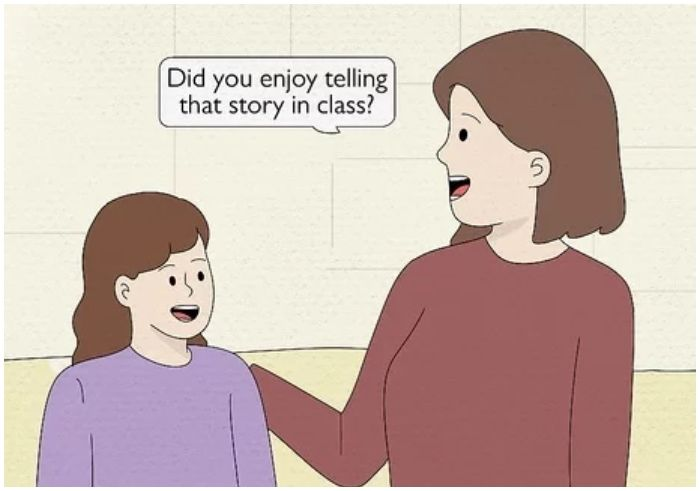 Did you enjoy telling
that story in class?